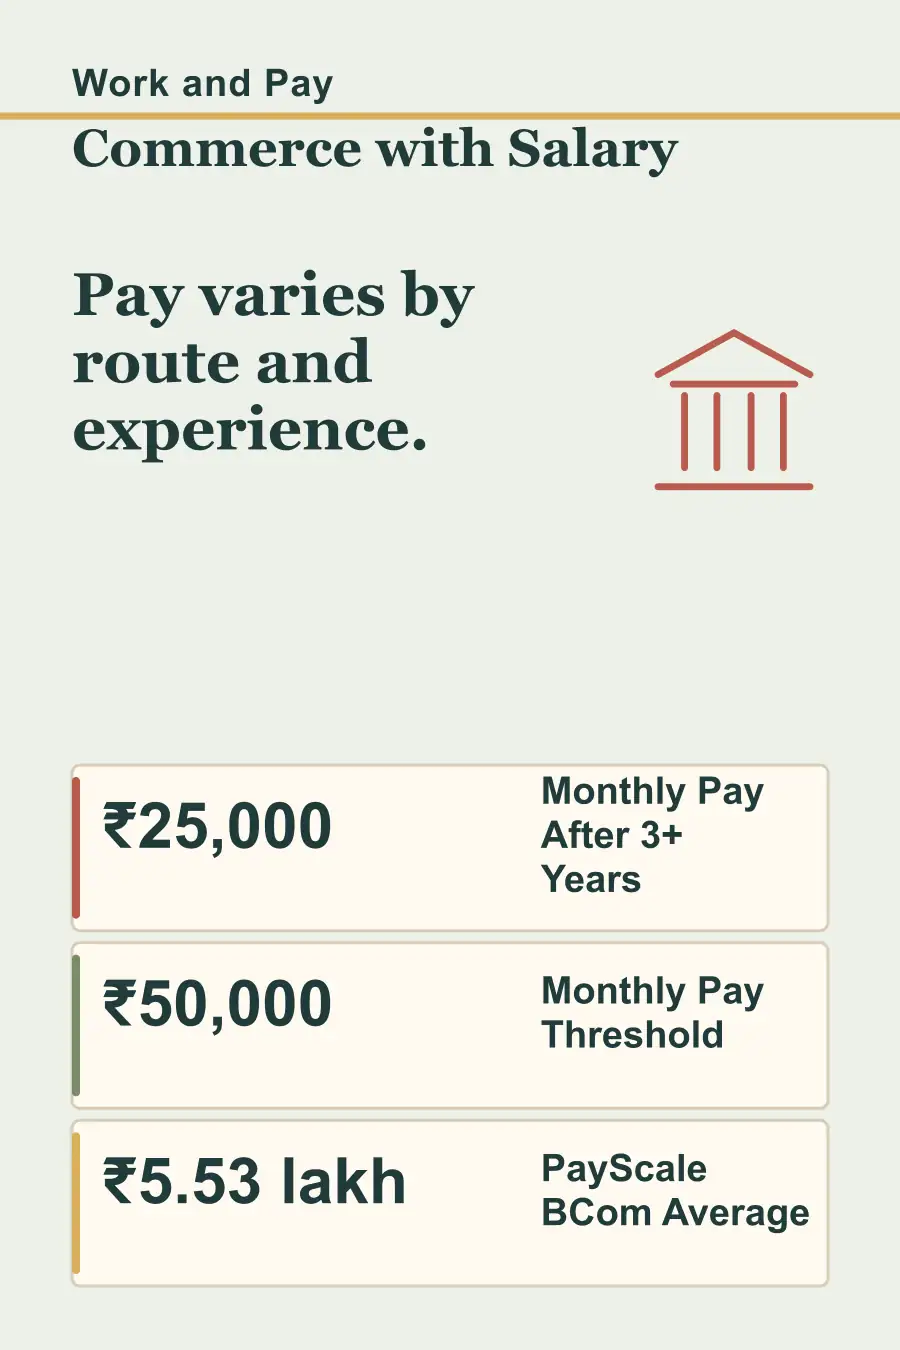 Work and Pay
Commerce with Salary
Pay varies by
route and
experience.
₹25,000
Monthly Pay
After 3+
Years
₹50,000
Monthly Pay
Threshold
₹5.53 lakh
PayScale
BCom Average